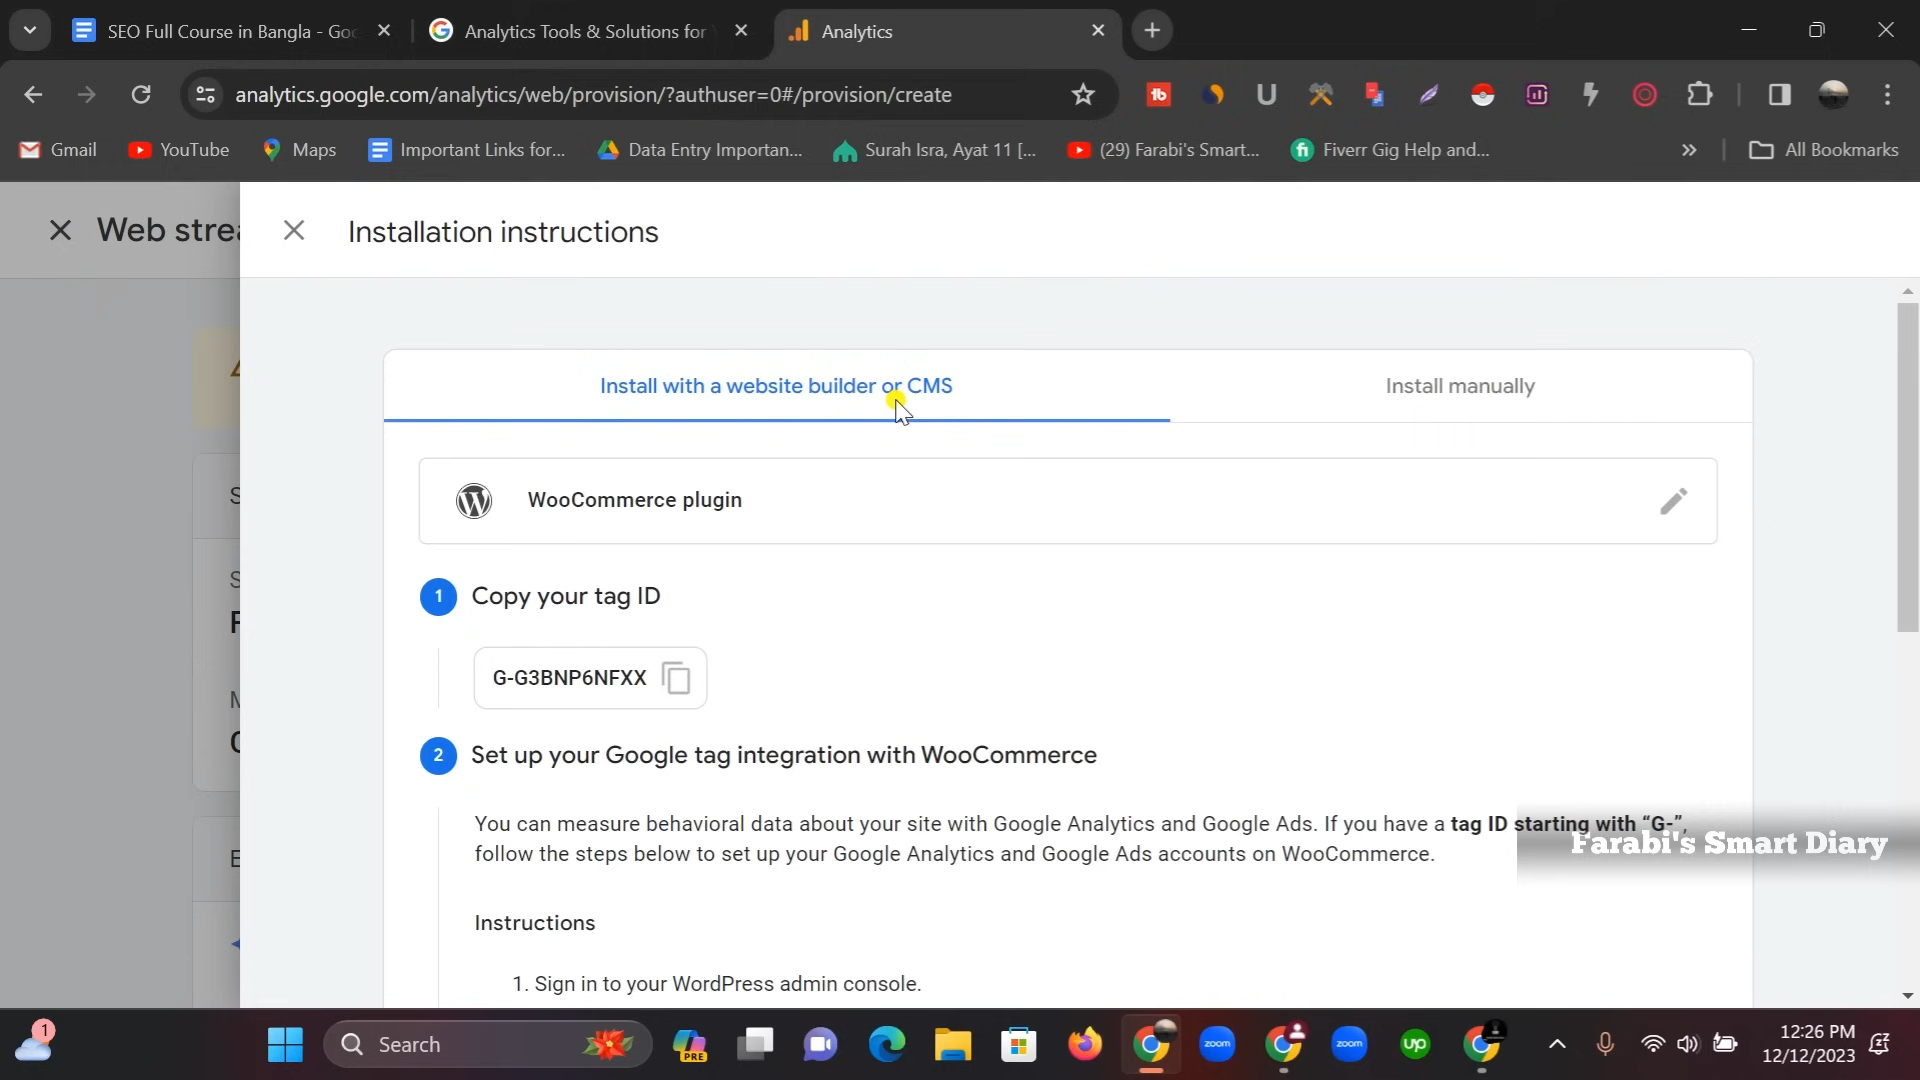 SEO Full Course in Bangla - Goo
Analytics Tools & Solutions for Y
Analytics
analytics.google.com/analytics/web/provision/?authuser=0#/provision/create
Gmail
YouTube
Maps
Important Links for...
Data Entry Importan...
Surah Isra, Ayat 11 [...
(29) Farabi's Smart...
Fiverr Gig Help and...
All Bookmarks
Web strea
Installation instructions
Install with a website builder or CMS
Install manually
WooCommerce plugin
1 Copy your tag ID
G-G3BNP6NFXX
2 Set up your Google tag integration with WooCommerce
You can measure behavioral data about your site with Google Analytics and Google Ads. If you have a tag ID starting with “G-”,
follow the steps below to set up your Google Analytics and Google Ads accounts on WooCommerce.
Farabi's Smart Diary
Instructions
1. Sign in to your WordPress admin console.
1
Search
PRE
zoom
zoom
up
12:26 PM
12/12/2023